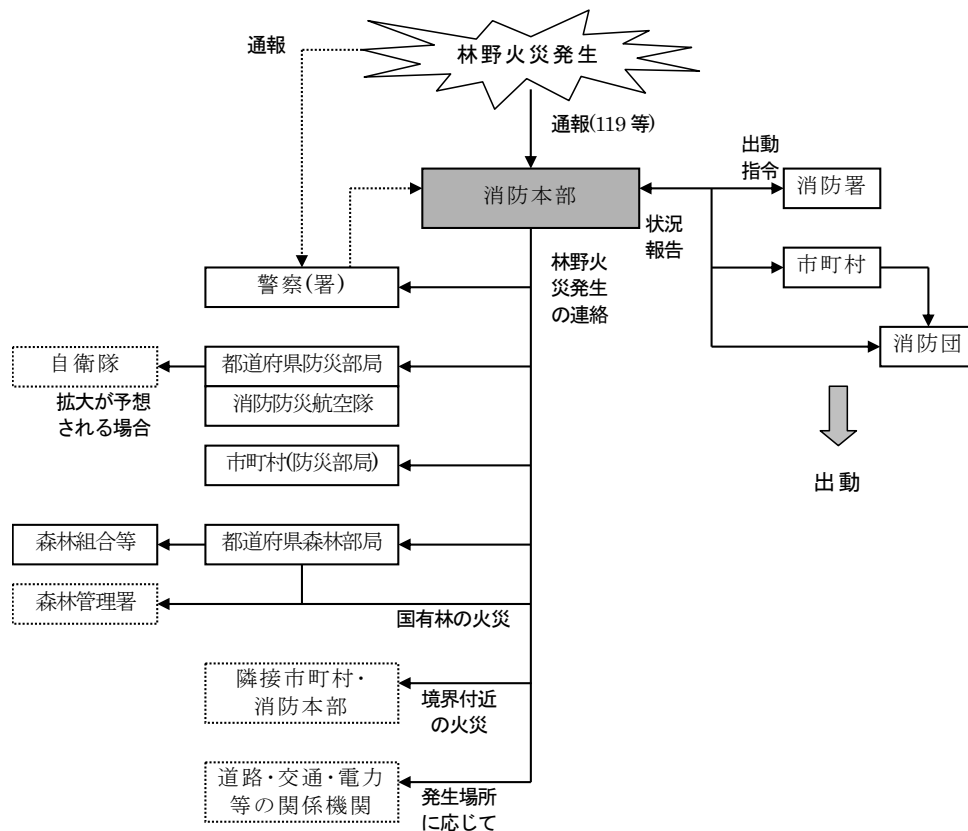 通報
林野火災発生
通報(119 等)
出動
指令
消防本部
消防署
状況
報告
市町村
消防団
出動
警察(署)
林野火
災発生
の連絡
自衛隊
都道府県防災部局
消防防災航空隊
拡大が予想
される場合
市町村(防災部局)
森林組合等
都道府県森林部局
森林管理署
国有林の火災
隣接市町村・
消防本部
境界付近
の火災
道路・交通・電力
等の関係機関
発生場所
に応じて